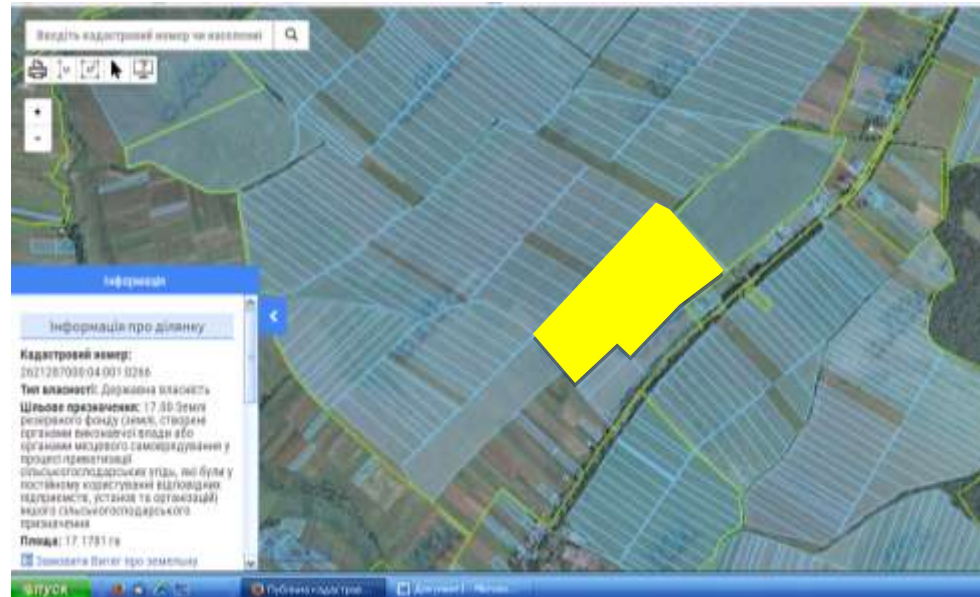 Введіть кадастровий номер чи населений
+
-
Інформація
Інформація про ділянку
Кадастровий номер:
2621287000:04:001:0266
Тип власності: Державна власність
Цільове призначення: 17.00 Землі
резервного фонду (землі, створені
органами виконавчої влади або
органами місцевого самоврядування у
процесі приватизації
сільськогосподарських угідь, які були у
постійному користуванні відповідних
підприємств, установ та організацій)
іншого сільськогосподарського
призначення
Площа: 17.1781 га
Замовити Витяг про земельну
пуск
Публічна кадастров...
Документ1 -